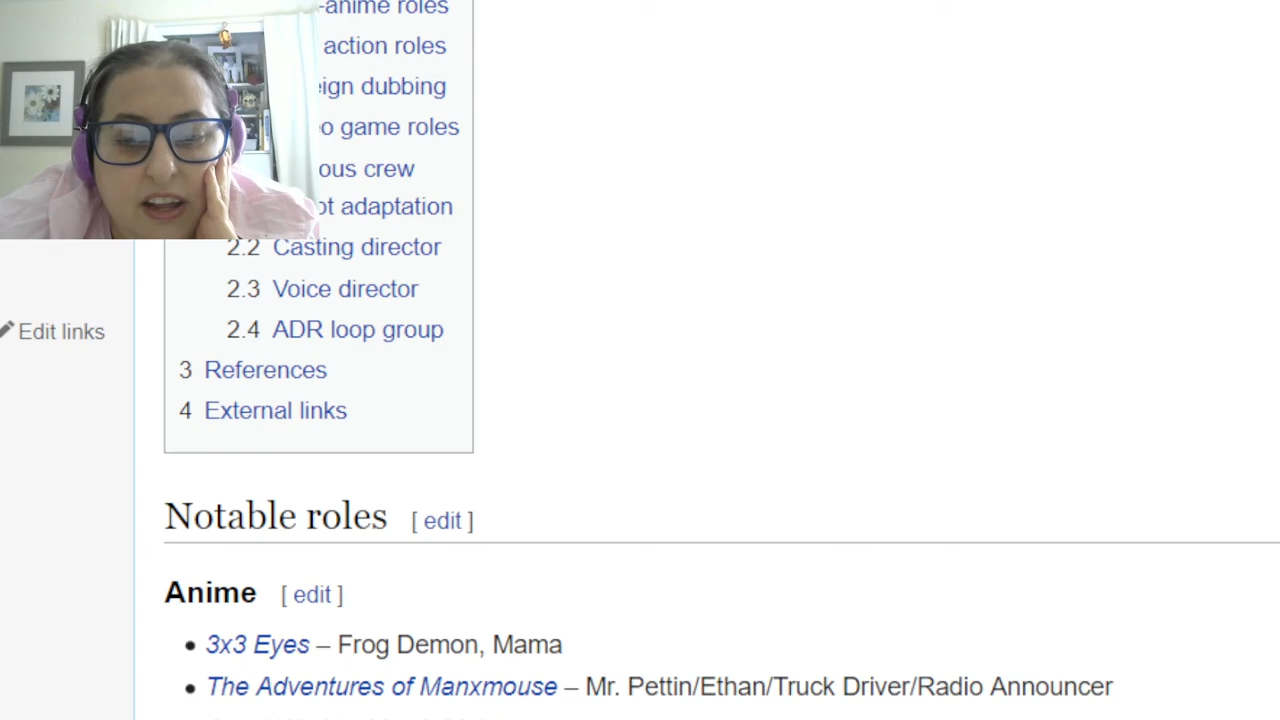 -anime roles
action roles
eign dubbing
o game roles
ous crew
ot adaptation
2.2 Casting director
2.3 Voice director
Edit links
2.4 ADR loop group
3 References
4 External links
Notable roles [ edit ]
Anime [ edit ]
• 3x3 Eyes – Frog Demon, Mama
• The Adventures of Manxmouse – Mr. Pettin/Ethan/Truck Driver/Radio Announcer